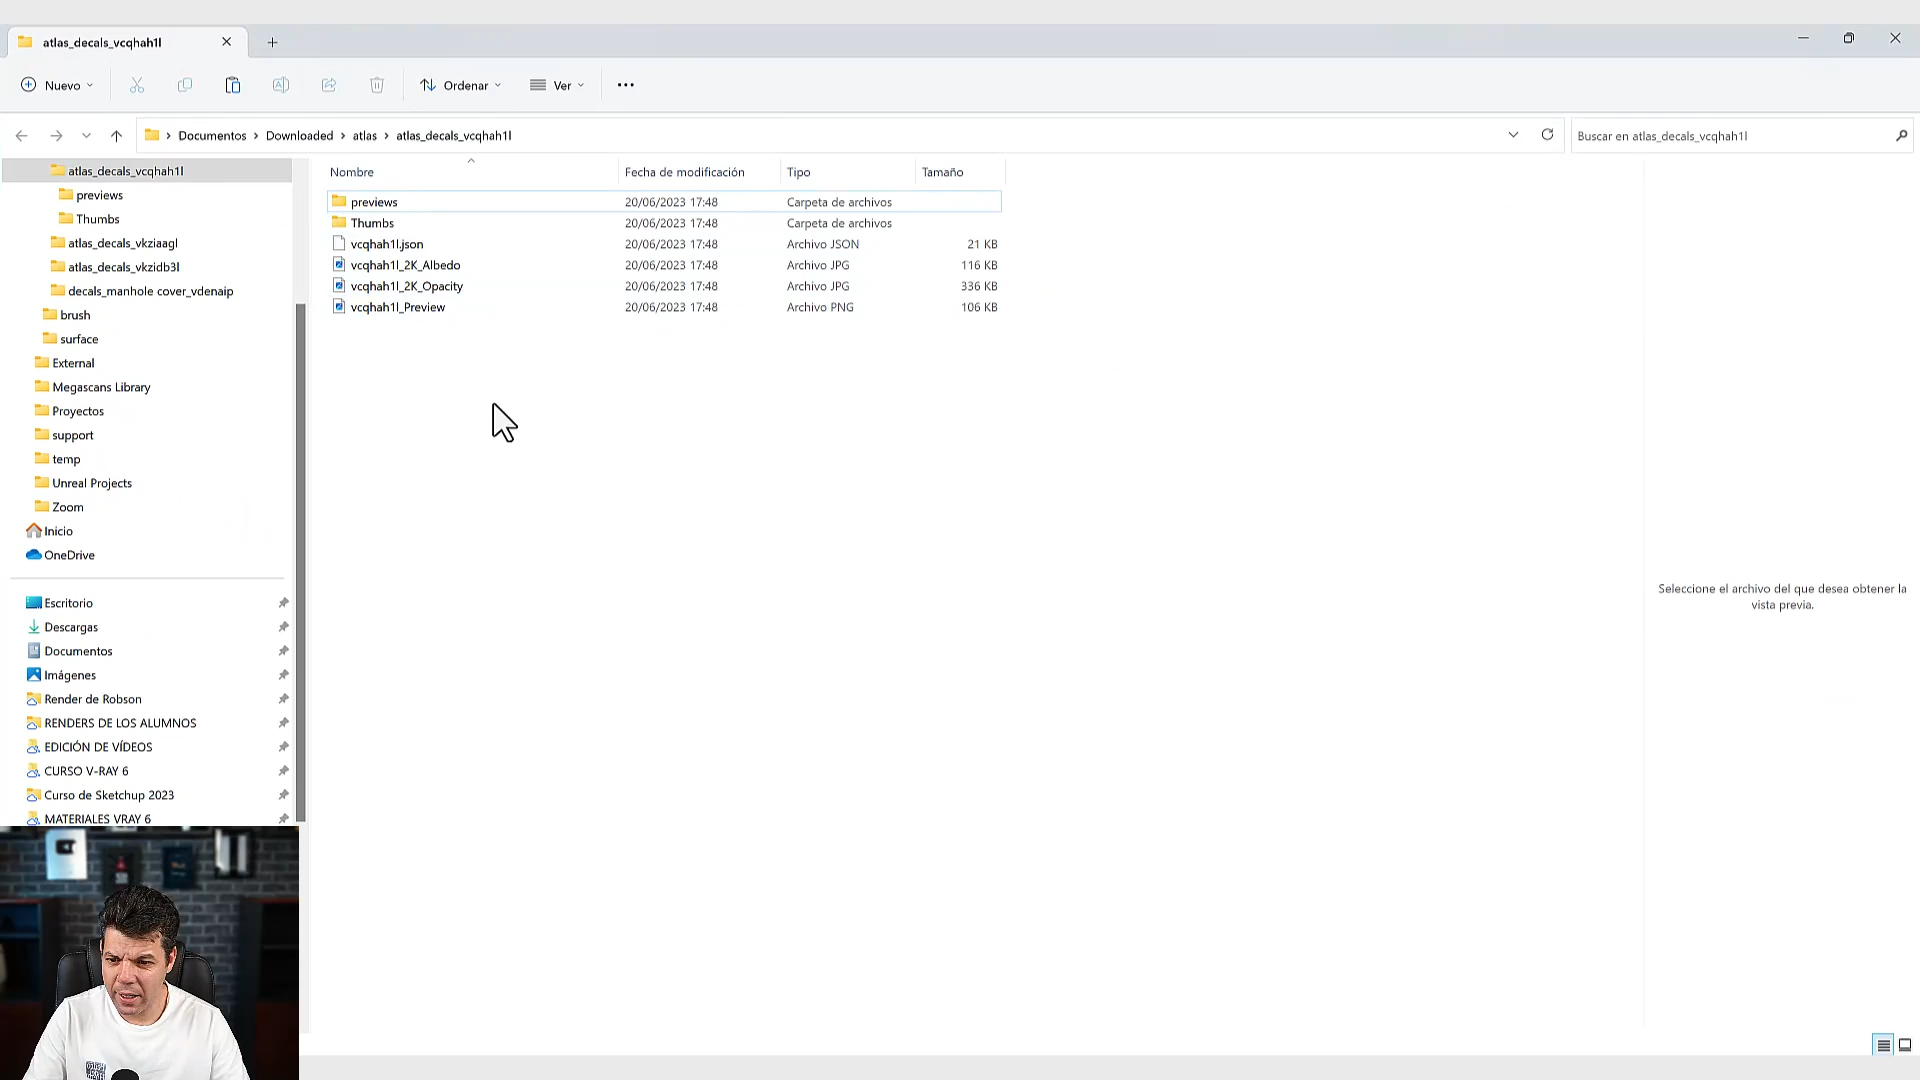 atlas_decals_vcqhah1l
Nuevo
Ordenar
Ver
Documentos > Downloaded > atlas > atlas_decals_vcqhah1l
Buscar en atlas_decals_vcqhah1l
atlas_decals_vcqhah1l
previews
Thumbs
atlas_decals_vkziaagl
atlas_decals_vkzidb3l
decals_manhole cover_vdenaip
brush
surface
External
Megascans Library
Proyectos
support
temp
Unreal Projects
Zoom
Inicio
OneDrive
Escritorio
Descargas
Documentos
Imágenes
Render de Robson
RENDERS DE LOS ALUMNOS
EDICIÓN DE VÍDEOS
CURSO V-RAY 6
Curso de Sketchup 2023
MATERIALES VRAY 6
Nombre Fecha de modificación Tipo Tamaño
previews 20/06/2023 17:48 Carpeta de archivos
Thumbs 20/06/2023 17:48 Carpeta de archivos
vcqhah1l.json 20/06/2023 17:48 Archivo JSON 21 KB
vcqhah1l_2K_Albedo 20/06/2023 17:48 Archivo JPG 116 KB
vcqhah1l_2K_Opacity 20/06/2023 17:48 Archivo JPG 336 KB
vcqhah1l_Preview 20/06/2023 17:48 Archivo PNG 106 KB
Seleccione el archivo del que desea obtener la
vista previa.